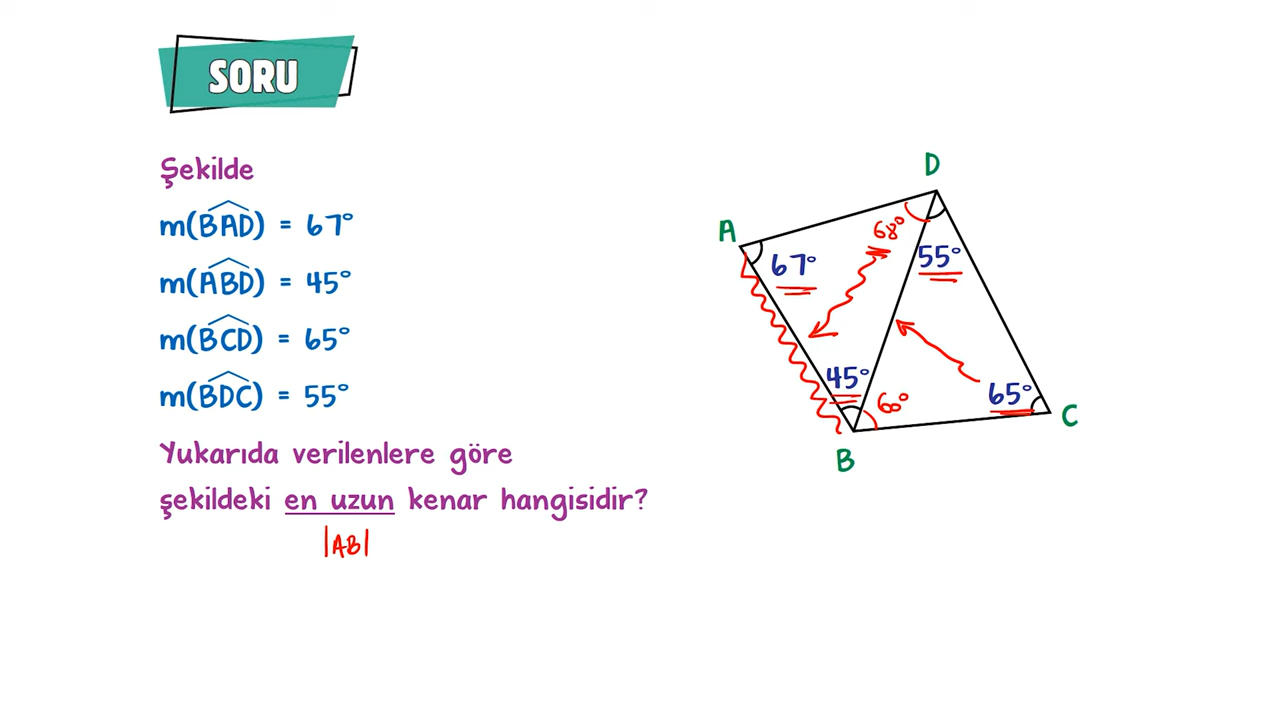 SORU
Şekilde
m(BAD) = 67°
m(ABD) = 45°
m(BCD) = 65°
m(BDC) = 55°
Yukarıda verilenlere göre
şekildeki en uzun kenar hangisidir?
|AB|
D
A
68°
67°
55°
45°
60°
65°
C
B